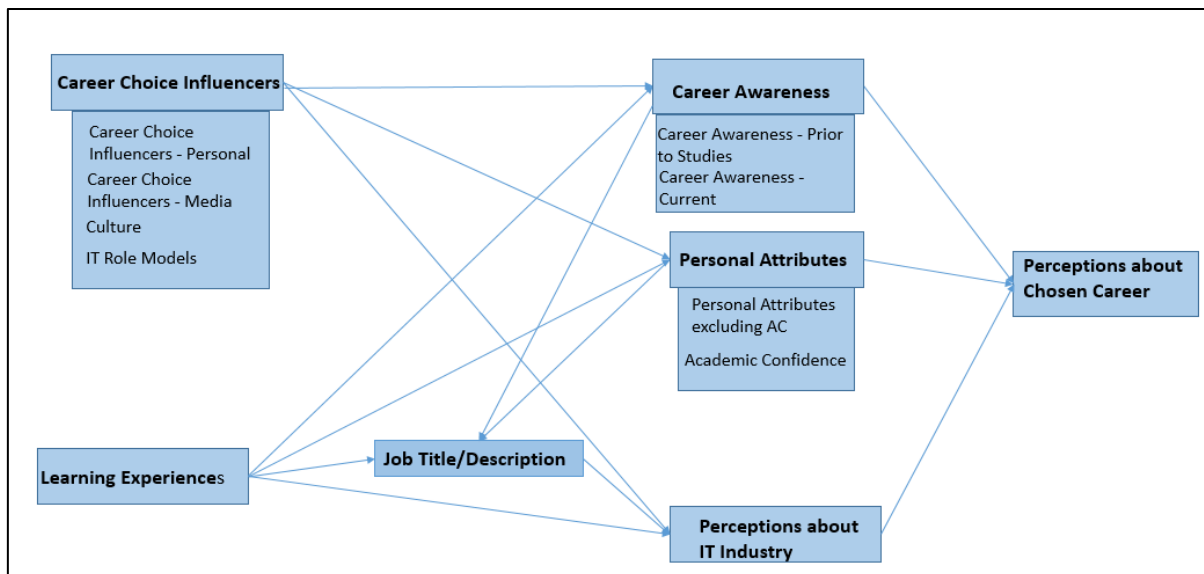 Career Choice Influencers
Career Choice
Influencers - Personal
Career Choice
Influencers - Media
Culture
IT Role Models
Learning Experiences
Job Title/Description
Career Awareness
Career Awareness - Prior
to Studies
Career Awareness -
Current
Personal Attributes
Personal Attributes
excluding AC
Academic Confidence
Perceptions about
IT Industry
Perceptions about
Chosen Career